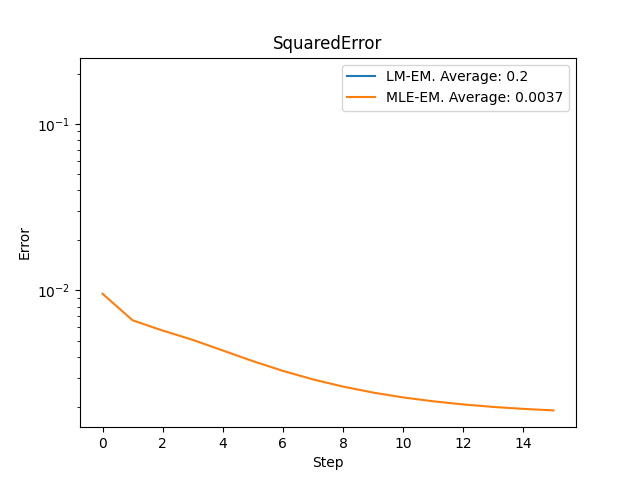 SquaredError
LM-EM. Average: 0.2
MLE-EM. Average: 0.0037
10⁻¹
10⁻²
Error
0 2 4 6 8 10 12 14
Step